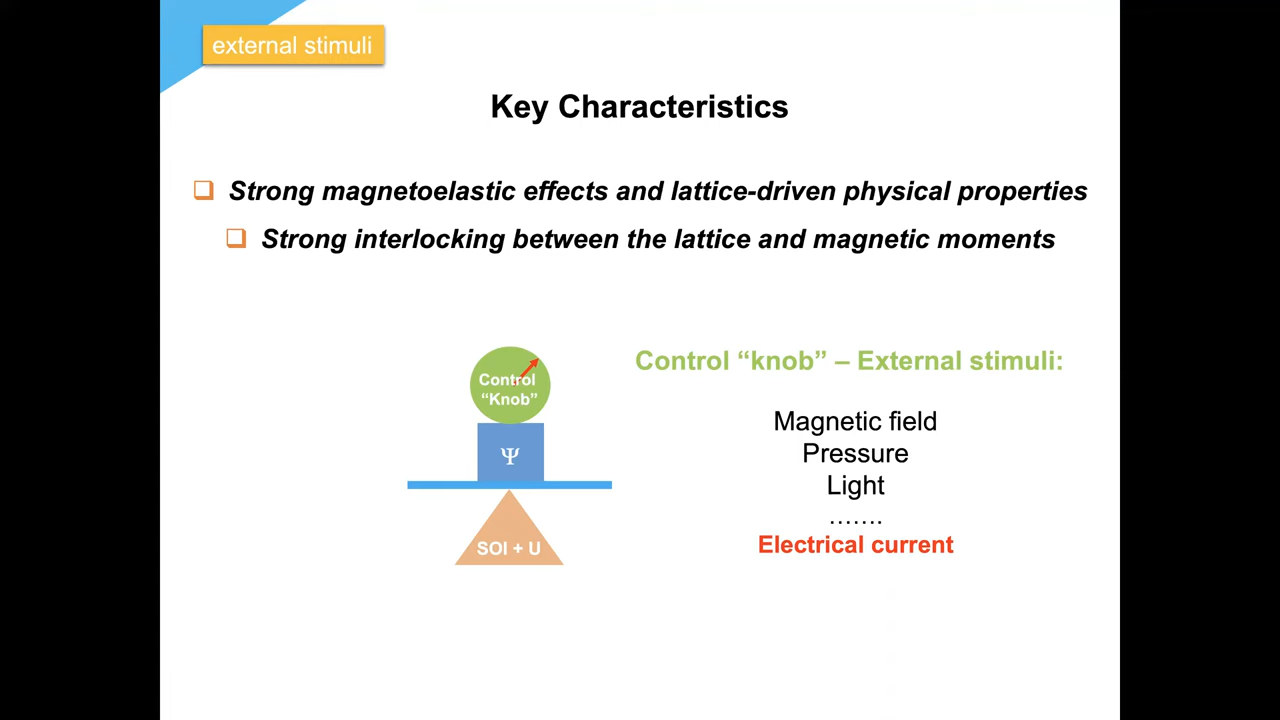 external stimuli
Key Characteristics
❑ Strong magnetoelastic effects and lattice-driven physical properties
❑ Strong interlocking between the lattice and magnetic moments
Control
“Knob”
Ψ
SOI + U
Control “knob” – External stimuli:
Magnetic field
Pressure
Light
…….
Electrical current